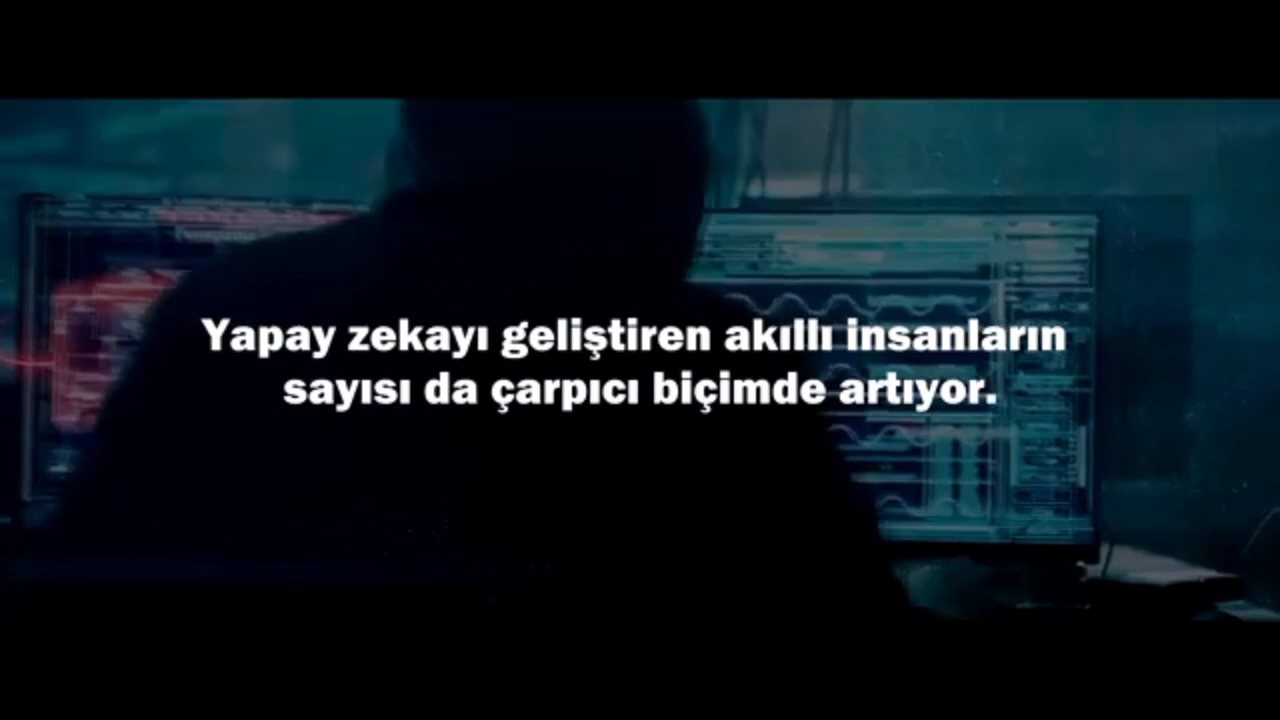 Yapay zekayı geliştiren akıllı insanların
sayısı da çarpıcı biçimde artıyor.